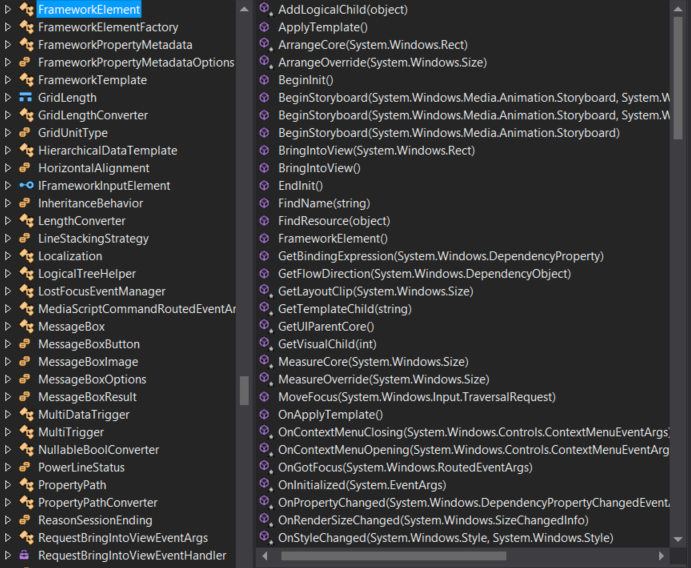 FrameworkElement
FrameworkElementFactory
FrameworkPropertyMetadata
FrameworkPropertyMetadataOptions
FrameworkTemplate
GridLength
GridLengthConverter
GridUnitType
HierarchicalDataTemplate
HorizontalAlignment
IFrameworkInputElement
InheritanceBehavior
LengthConverter
LineStackingStrategy
Localization
LogicalTreeHelper
LostFocusEventManager
MediaScriptCommandRoutedEventAr
MessageBox
MessageBoxButton
MessageBoxImage
MessageBoxOptions
MessageBoxResult
MultiDataTrigger
MultiTrigger
NullableBoolConverter
PowerLineStatus
PropertyPath
PropertyPathConverter
ReasonSessionEnding
RequestBringIntoViewEventArgs
RequestBringIntoViewEventHandler
AddLogicalChild(object)
ApplyTemplate()
ArrangeCore(System.Windows.Rect)
ArrangeOverride(System.Windows.Size)
BeginInit()
BeginStoryboard(System.Windows.Media.Animation.Storyboard, System.W
BeginStoryboard(System.Windows.Media.Animation.Storyboard, System.W
BeginStoryboard(System.Windows.Media.Animation.Storyboard)
BringIntoView(System.Windows.Rect)
BringIntoView()
EndInit()
FindName(string)
FindResource(object)
FrameworkElement()
GetBindingExpression(System.Windows.DependencyProperty)
GetFlowDirection(System.Windows.DependencyObject)
GetLayoutClip(System.Windows.Size)
GetTemplateChild(string)
GetUIParentCore()
GetVisualChild(int)
MeasureCore(System.Windows.Size)
MeasureOverride(System.Windows.Size)
MoveFocus(System.Windows.Input.TraversalRequest)
OnApplyTemplate()
OnContextMenuClosing(System.Windows.Controls.ContextMenuEventArgs)
OnContextMenuOpening(System.Windows.Controls.ContextMenuEventArg
OnGotFocus(System.Windows.RoutedEventArgs)
OnInitialized(System.EventArgs)
OnPropertyChanged(System.Windows.DependencyPropertyChangedEvent
OnRenderSizeChanged(System.Windows.SizeChangedInfo)
OnStyleChanged(System.Windows.Style, System.Windows.Style)